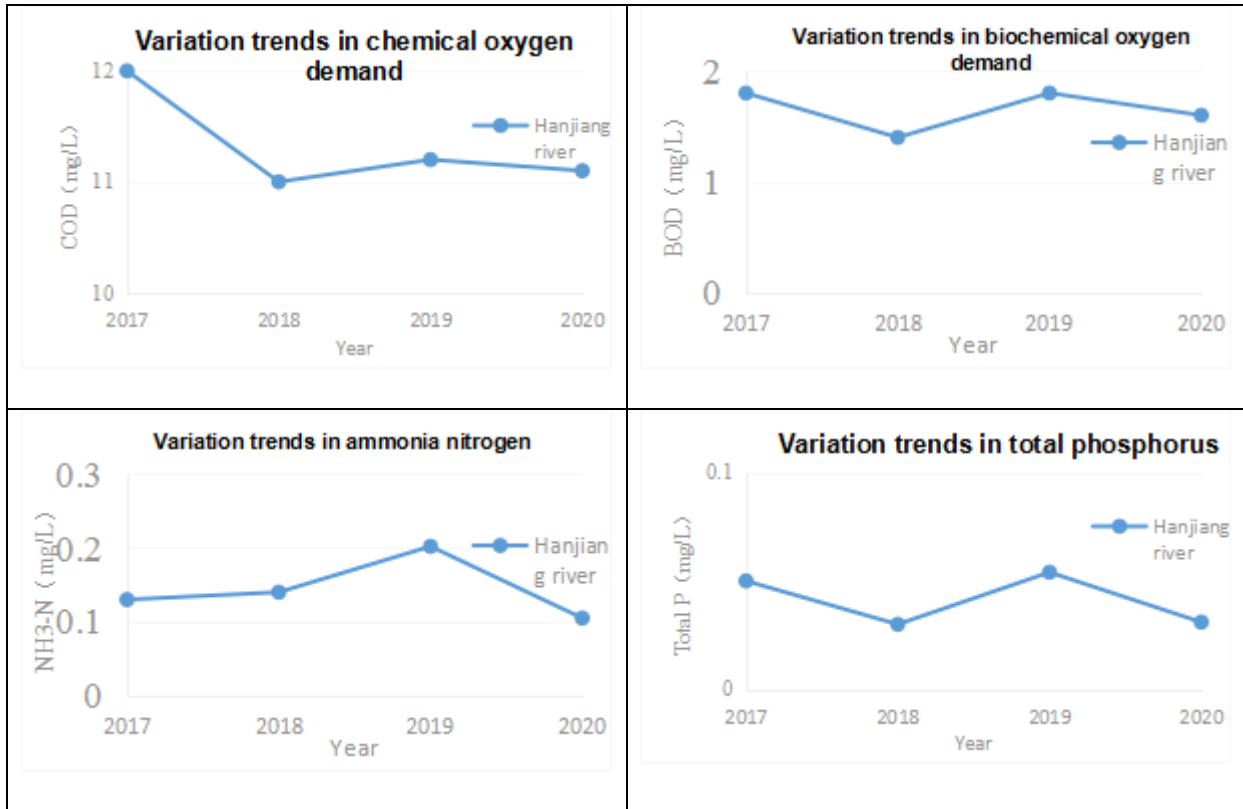 Variation trends in chemical oxygen
demand
12
11
10
COD (mg/L)
Hanjiang
river
2017 2018 2019 2020
Year
Variation trends in biochemical oxygen
demand
2
1
0
BOD (mg/L)
Hanjian
g river
2017 2018 2019 2020
Year
Variation trends in ammonia nitrogen
0.3
0.2
0.1
0
NH3-N (mg/L)
Hanjian
g river
2017 2018 2019 2020
Year
Variation trends in total phosphorus
0.1
0
Total P (mg/L)
Hanjiang
river
2017 2018 2019 2020
Year